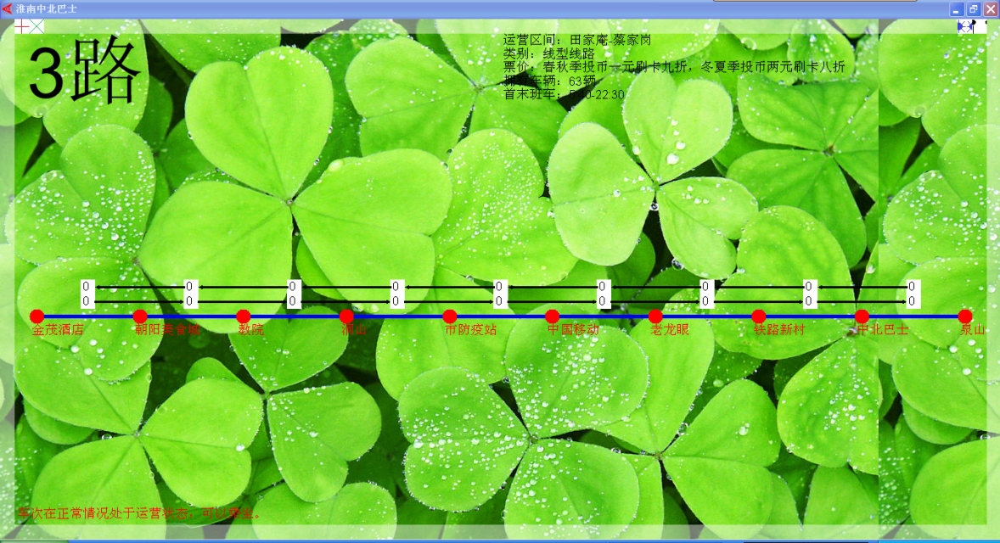 淮南中北巴士
3路
运营区间：田家庵-蔡家岗
类别：线型线路
票价：春秋季投币一元刷卡九折，冬夏季投币两元刷卡八折
拥有车辆：63辆
首末班车：-22:30
0 0 0 0 0 0 0 0 0
0 0 0 0 0 0 0 0 0
金茂酒店 朝阳美食城 教院 洞山 市防疫站 中国移动 老龙眼 铁路新村 中北巴士 泉山
车次在正常情况处于运营状态，可以乘坐。